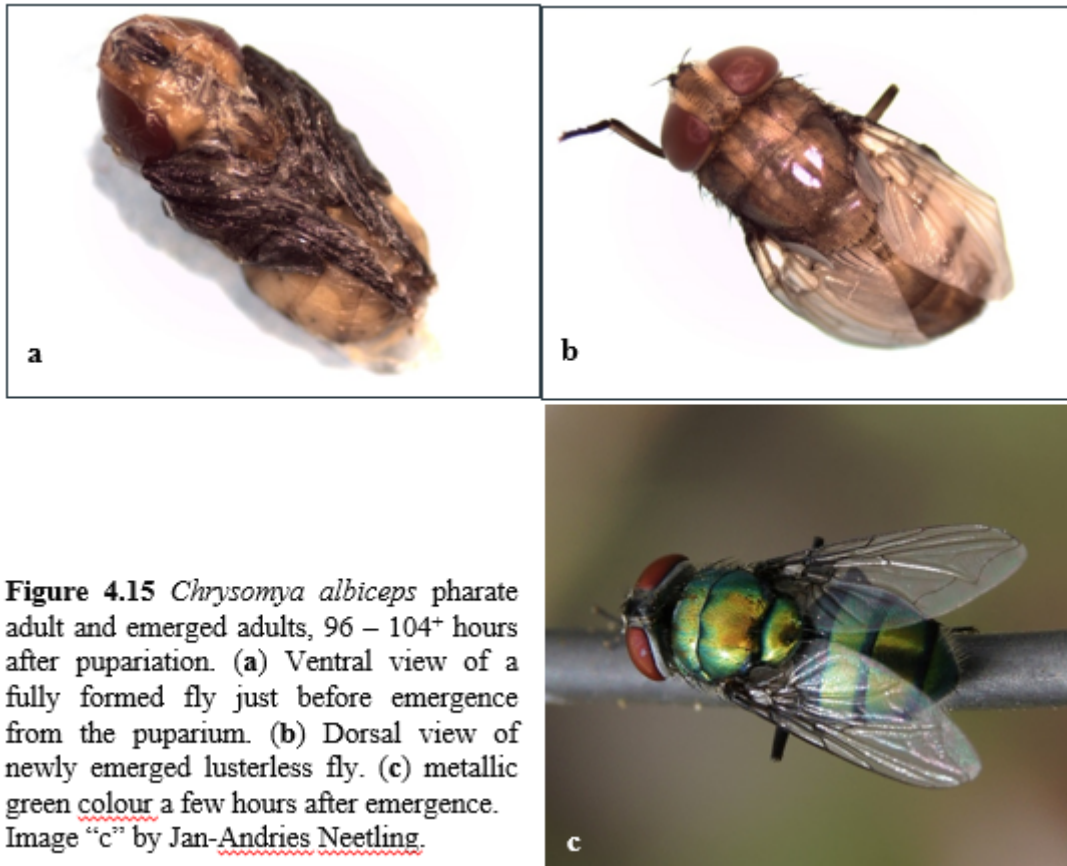 a
b
Figure 4.15 Chrysomya albiceps pharate
adult and emerged adults, 96 – 104+ hours
after pupariation. (a) Ventral view of a
fully formed fly just before emergence
from the puparium. (b) Dorsal view of
newly emerged lusterless fly. (c) metallic
green colour a few hours after emergence.
Image “c” by Jan-Andries Neetling.
c